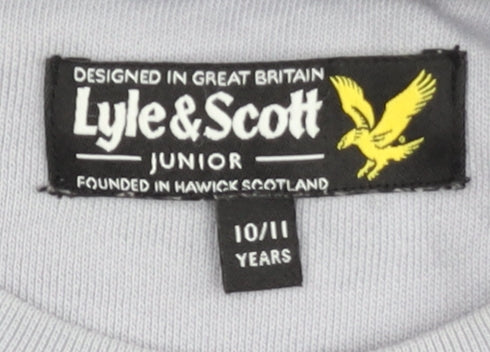 DESIGNED IN GREAT BRITAIN
Lyle & Scott
JUNIOR
FOUNDED IN HAWICK SCOTLAND
10/11
YEARS